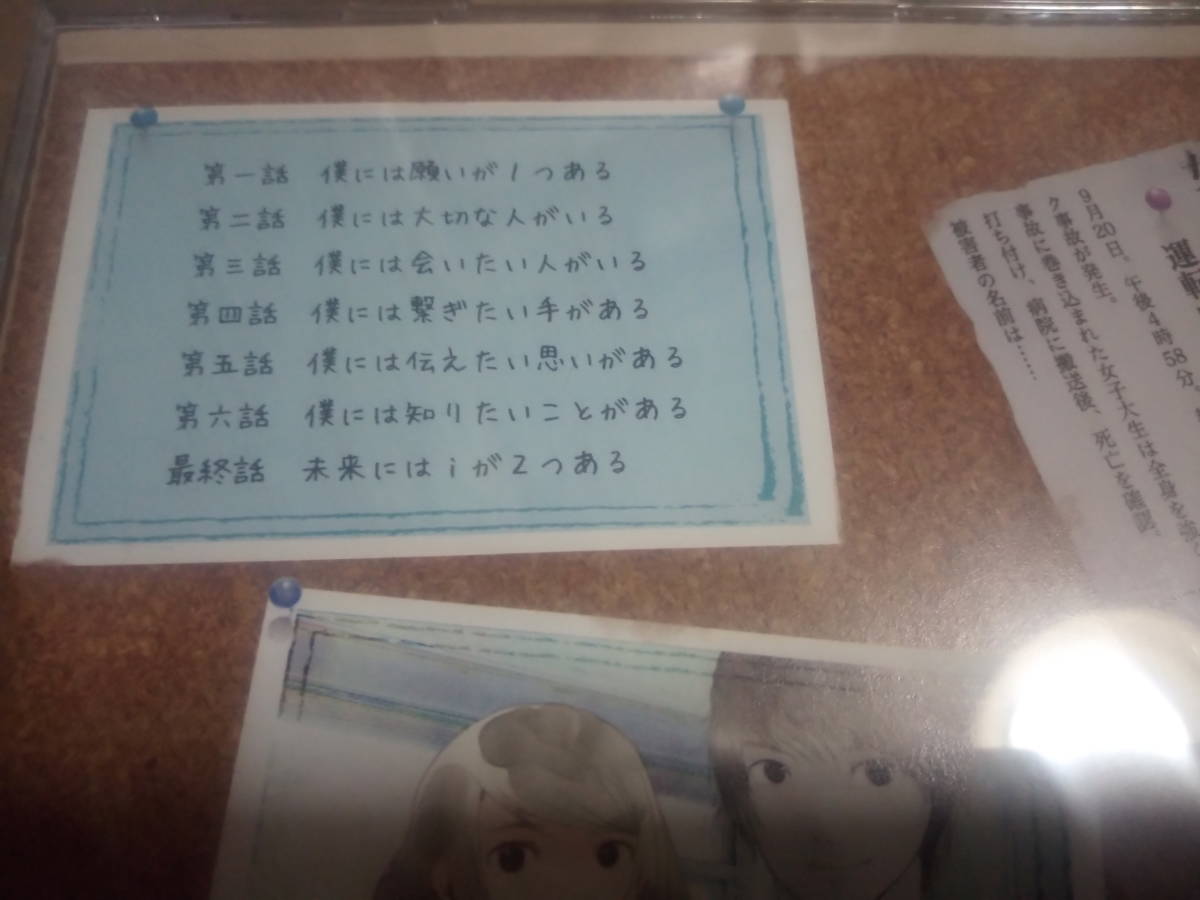 第一話 僕には願いが1つある
第二話 僕には大切な人がいる
第三話 僕には会いたい人がいる
第四話 僕には繋ぎたい手がある
第五話 僕には伝えたい思いがある
第六話 僕には知りたいことがある
最終話 未来にはiが2つある
運転
9月20日。午後4時58分
ク事故が発生。
事故に巻き込まれた女子大生は全身を強
打ち付け、病院に搬送後、死亡を確認。
被害者の名前は……